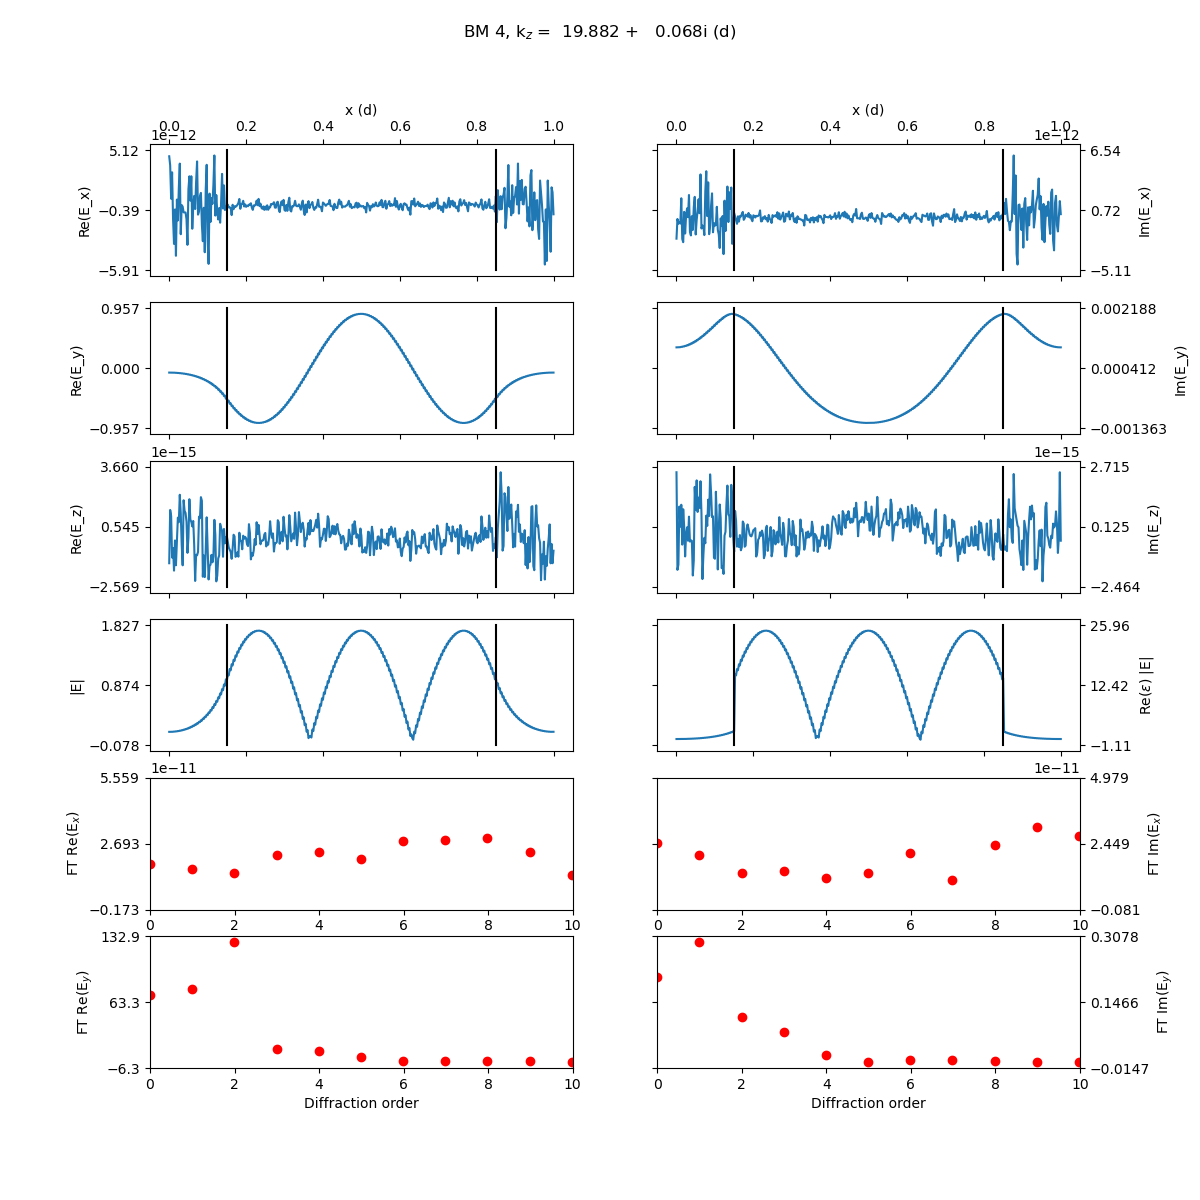 BM 4, k_z = 19.882 + 0.068i (d)
x (d)
x (d)
0.0 0.2 0.4 0.6 0.8 1.0
0.0 0.2 0.4 0.6 0.8 1.0
1e−12
1e−12
5.12
−0.39
−5.91
Re(E_x)
6.54
0.72
−5.11
Im(E_x)
0.957
0.000
−0.957
Re(E_y)
0.002188
0.000412
−0.001363
Im(E_y)
1e−15
1e−15
3.660
0.545
−2.569
Re(E_z)
2.715
0.125
−2.464
Im(E_z)
1.827
0.874
−0.078
|E|
25.96
12.42
−1.11
Re(ε) |E|
1e−11
1e−11
5.559
2.693
−0.173
FT Re(E_x)
4.979
2.449
−0.081
FT Im(E_x)
0 2 4 6 8 10
0 2 4 6 8 10
132.9
63.3
−6.3
FT Re(E_y)
0.3078
0.1466
−0.0147
FT Im(E_y)
0 2 4 6 8 10
0 2 4 6 8 10
Diffraction order
Diffraction order